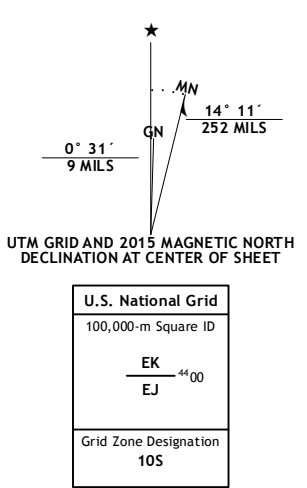 ★
MN
GN
14° 11´
252 MILS
0° 31´
9 MILS
UTM GRID AND 2015 MAGNETIC NORTH
DECLINATION AT CENTER OF SHEET
U.S. National Grid
100,000-m Square ID
EK
⁴⁴00
EJ
Grid Zone Designation
10S